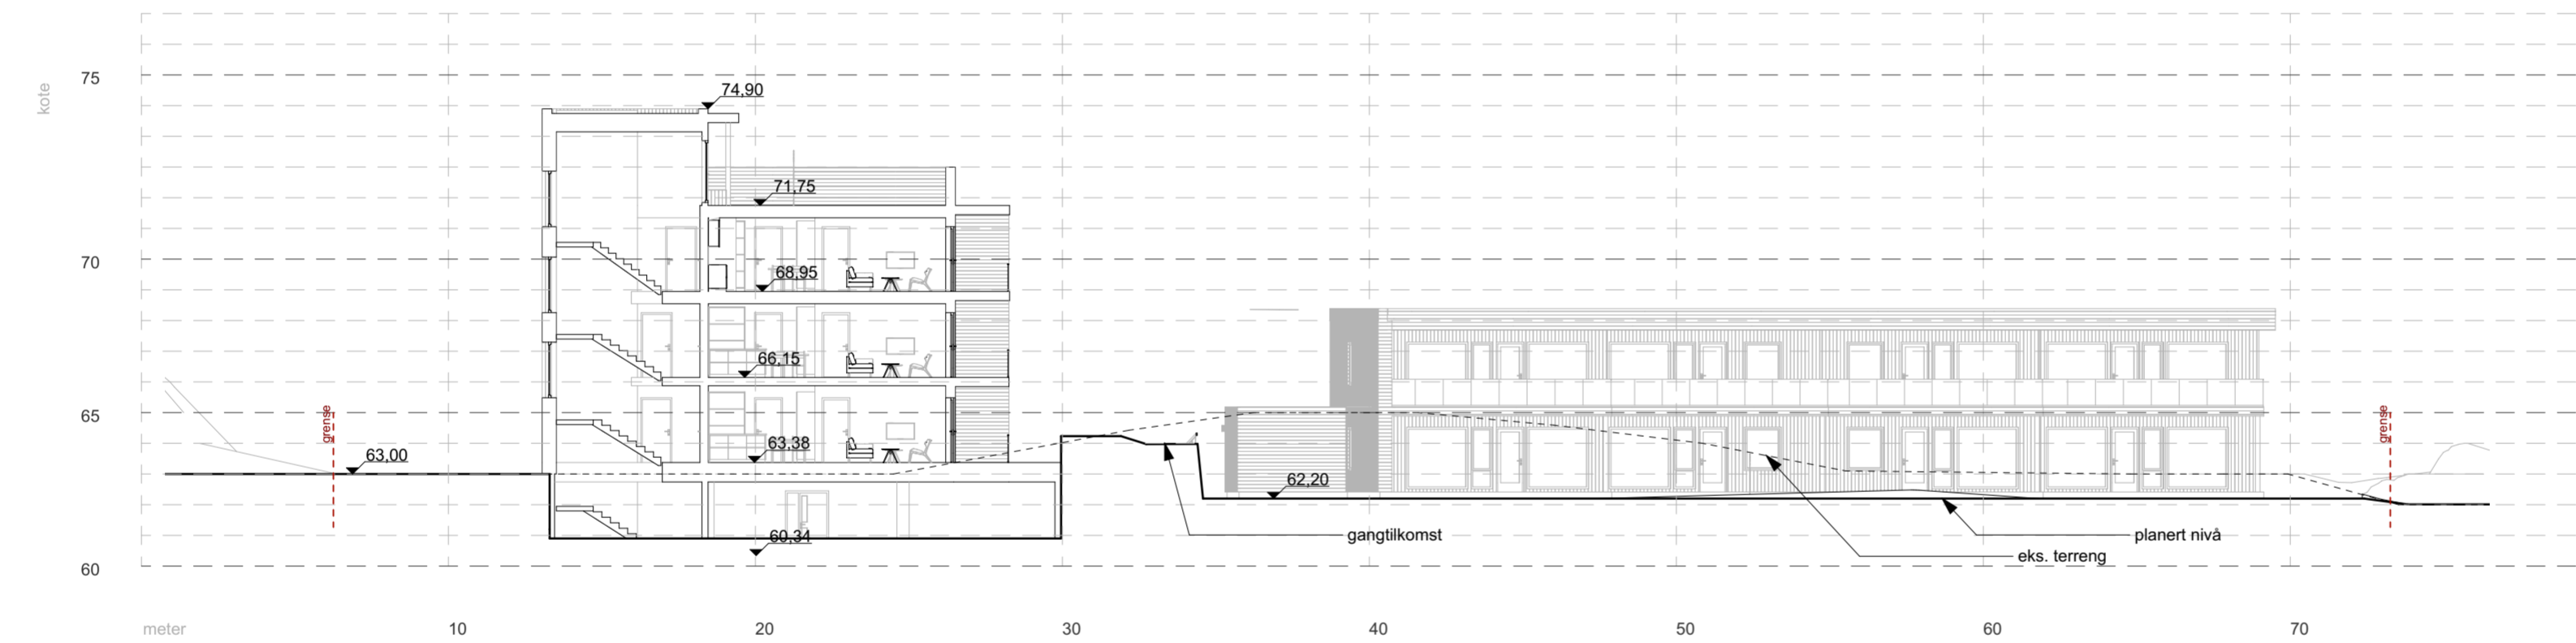 75
kote
74,90
71,75
70
68,95
66,15
65
grense
grense
63,38
63,00
62,20
60,34
gangtilkomst
planert nivå
eks. terreng
60
meter
10
20
30
40
50
60
70